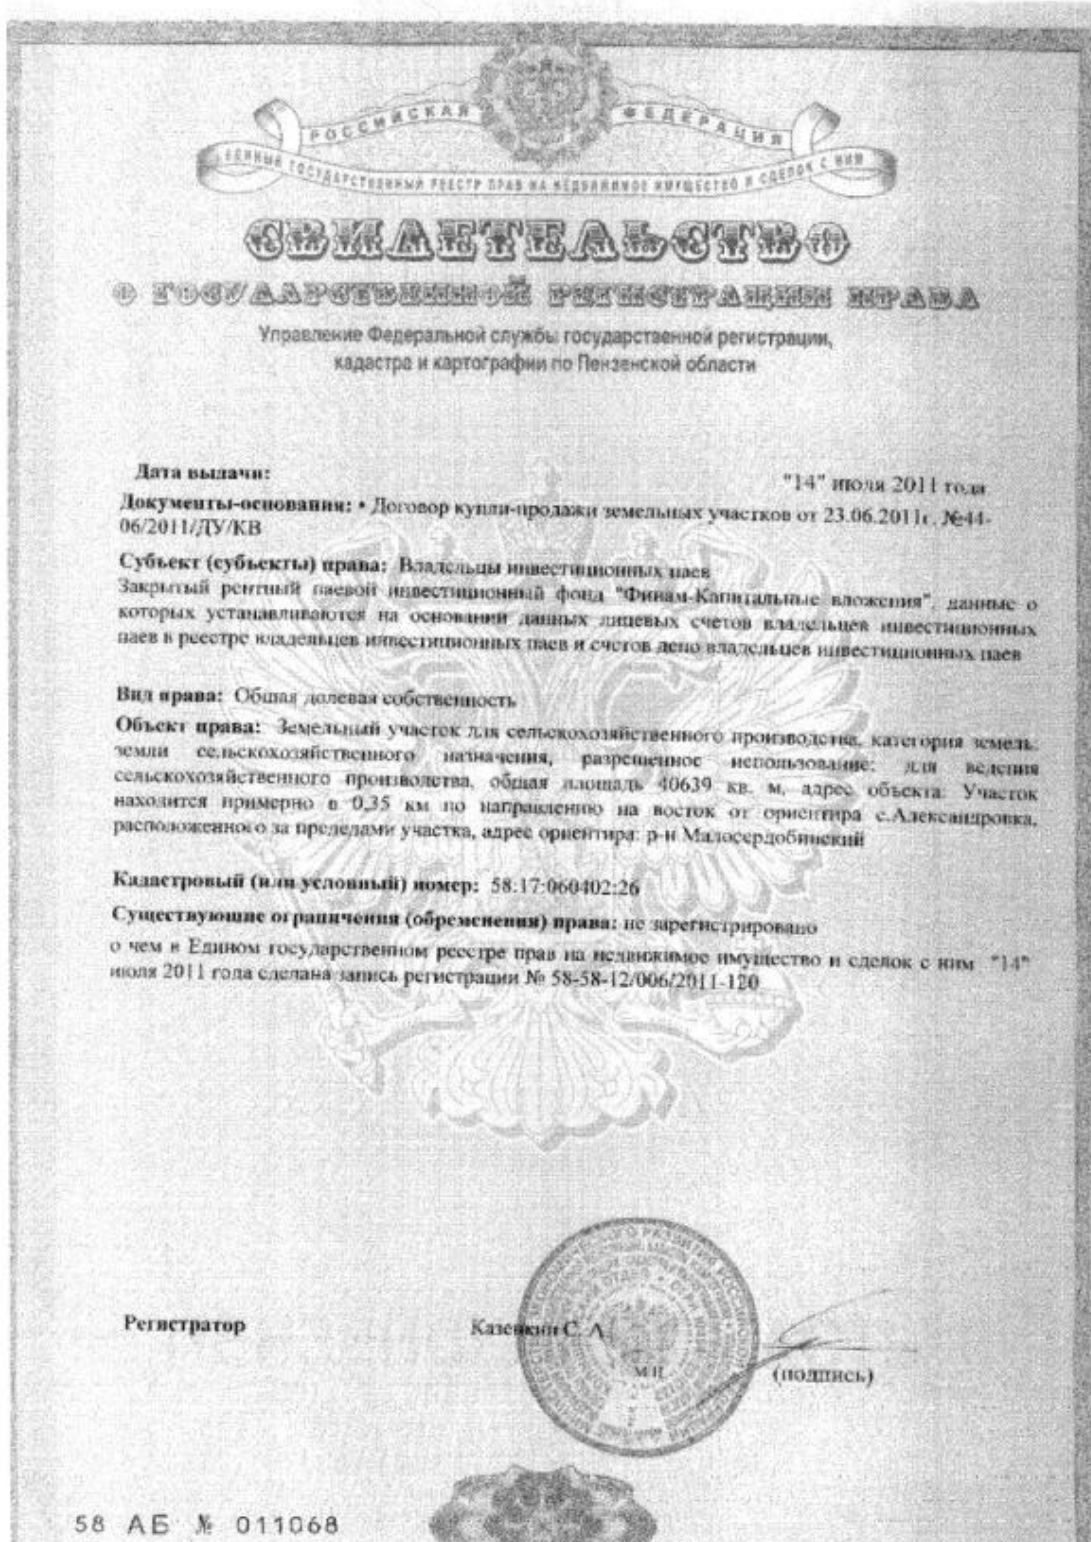 РОССИЙСКАЯ ФЕДЕРАЦИЯ
ЕДИНЫЙ ГОСУДАРСТВЕННЫЙ РЕЕСТР ПРАВ НА НЕДВИЖИМОЕ ИМУЩЕСТВО И СДЕЛОК С НИМ
СВИДЕТЕЛЬСТВО
О ГОСУДАРСТВЕННОЙ РЕГИСТРАЦИИ ПРАВА
Управление Федеральной службы государственной регистрации,
кадастра и картографии по Пензенской области
Дата выдачи: "14" июля 2011 года
Документы-основания: • Договор купли-продажи земельных участков от 23.06.2011г. №44-
06/2011/ДУ/КВ
Субъект (субъекты) права: Владельцы инвестиционных паев
Закрытый рентный паевой инвестиционный фонд "Финам-Капитальные вложения", данные о
которых устанавливаются на основании данных лицевых счетов владельцев инвестиционных
паев в реестре владельцев инвестиционных паев и счетов депо владельцев инвестиционных паев
Вид права: Общая долевая собственность
Объект права: Земельный участок для сельскохозяйственного производства, категория земель:
земли сельскохозяйственного назначения, разрешенное использование: для ведения
сельскохозяйственного производства, общая площадь 40639 кв. м, адрес объекта: Участок
находится примерно в 0,35 км по направлению на восток от ориентира с.Александровка,
расположенного за пределами участка, адрес ориентира: р-н Малосердобинский
Кадастровый (или условный) номер: 58:17:060402:26
Существующие ограничения (обременения) права: не зарегистрировано
о чем в Едином государственном реестре прав на недвижимое имущество и сделок с ним "14"
июля 2011 года сделана запись регистрации № 58-58-12/006/2011-120
Регистратор Казенкин С. А.
м.п.
(подпись)
58 АБ № 011068